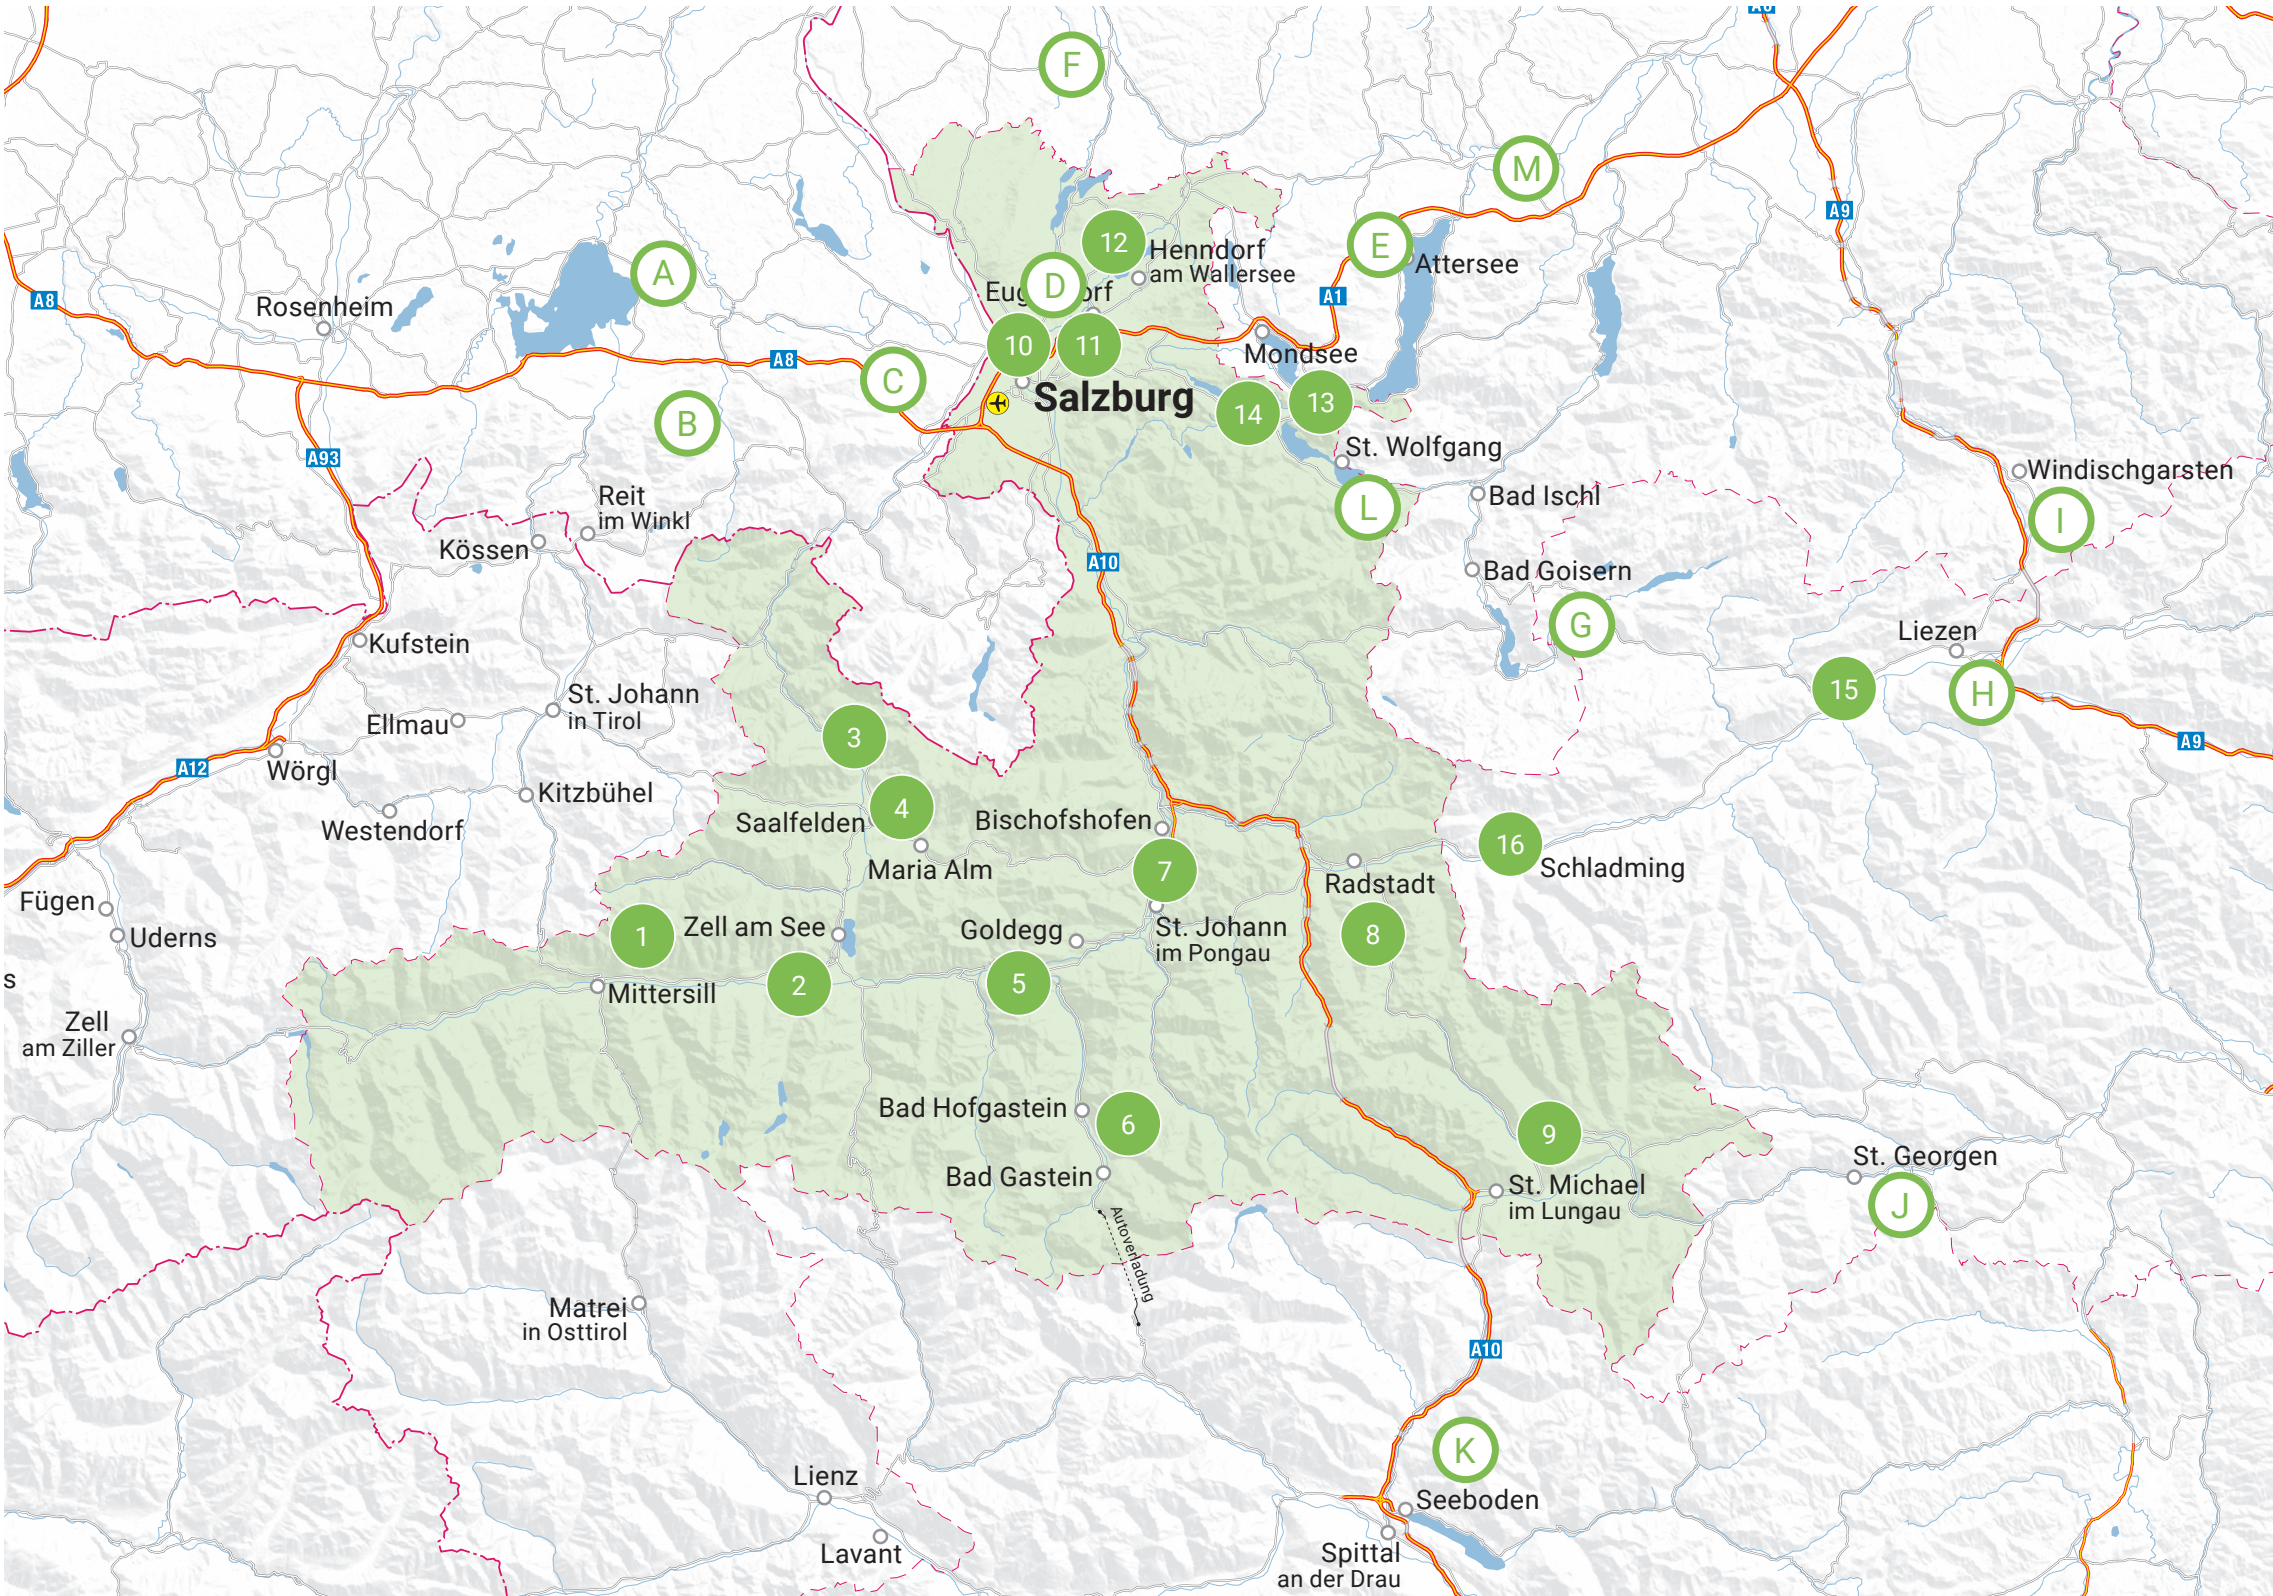 A8
F
M
A9
12
Henndorf
am Wallersee
A
D
E
Attersee
Eug
orf
A8
Rosenheim
A1
10
11
Mondsee
A8
C
Salzburg
14
13
B
St. Wolfgang
A93
Windischgarsten
Reit
im Winkl
Bad Ischl
L
I
Kössen
A10
Bad Goisern
G
Kufstein
Liezen
St. Johann
in Tirol
15
H
Ellmau
3
A9
A12
Wörgl
Kitzbühel
4
Saalfelden
Bischofshofen
Westendorf
16
Maria Alm
7
Schladming
Radstadt
Fügen
Uderns
1
Zell am See
Goldegg
St. Johann
im Pongau
8
s
Mittersill
2
5
Zell
am Ziller
Bad Hofgastein
6
9
Bad Gastein
St. Georgen
St. Michael
im Lungau
J
Autoverladung
Matrei
in Osttirol
A10
K
Lienz
Seeboden
Lavant
Spittal
an der Drau